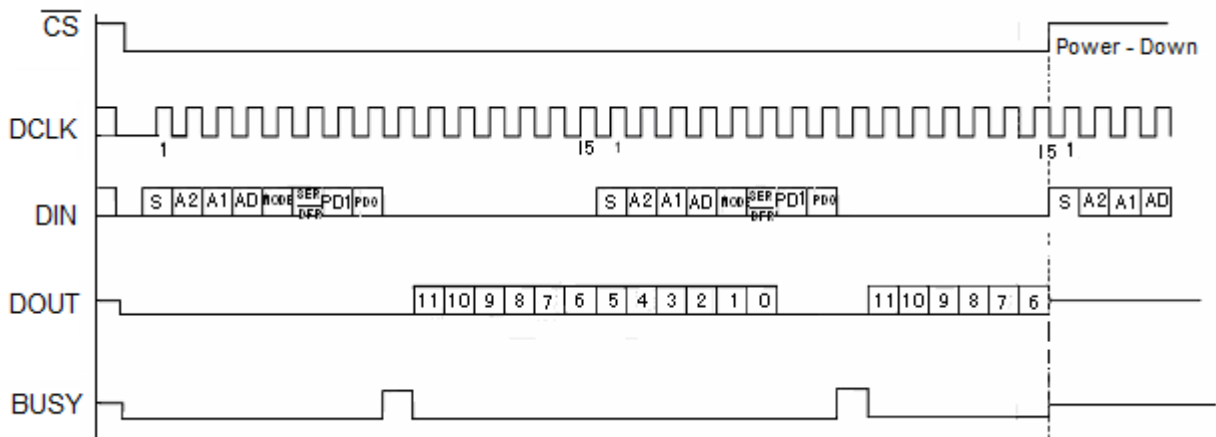 CS
Power - Down
DCLK
1 15 1 15 1
DIN
S A2 A1 AD MODE SER/DFR PD1 PD0 S A2 A1 AD MOD SER/DFR PD1 PD0 S A2 A1 AD
DOUT
11 10 9 8 7 6 5 4 3 2 1 0 11 10 9 8 7 6
BUSY